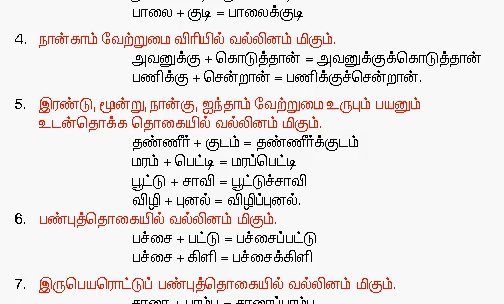 பாலை + குடி = பாலைக்குடி
4. நான்காம் வேற்றுமை விரியில் வல்லினம் மிகும்.
அவனுக்கு + கொடுத்தான் = அவனுக்குக்கொடுத்தான்
பணிக்கு + சென்றான் = பணிக்குச்சென்றான்.
5. இரண்டு, மூன்று, நான்கு, ஐந்தாம் வேற்றுமை உருபும் பயனும்
உடன்தொக்க தொகையில் வல்லினம் மிகும்.
தண்ணீர் + குடம் = தண்ணீர்க்குடம்
மரம் + பெட்டி = மரப்பெட்டி
பூட்டு + சாவி = பூட்டுச்சாவி
விழி + புனல் = விழிப்புனல்.
6. பண்புத்தொகையில் வல்லினம் மிகும்.
பச்சை + பட்டு = பச்சைப்பட்டு
பச்சை + கிளி = பச்சைக்கிளி
7. இருபெயரொட்டுப் பண்புத்தொகையில் வல்லினம் மிகும்.